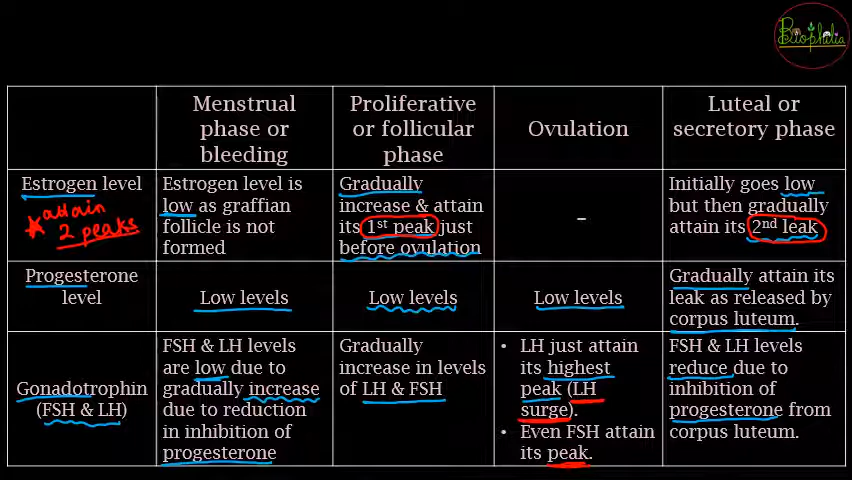 Biophilia
Menstrual
phase or
bleeding
Proliferative
or follicular
phase
Ovulation
Luteal or
secretory phase
Estrogen level
*attain
2 peaks
Estrogen level is
low as graffian
follicle is not
formed
Gradually
increase & attain
its 1st peak just
before ovulation
–
Initially goes low
but then gradually
attain its 2nd leak
Progesterone
level
Low levels
Low levels
Low levels
Gradually attain its
leak as released by
corpus luteum.
Gonadotrophin
(FSH & LH)
FSH & LH levels
are low due to
gradually increase
due to reduction
in inhibition of
progesterone
Gradually
increase in levels
of LH & FSH
• LH just attain
its highest
peak (LH
surge).
• Even FSH attain
its peak.
FSH & LH levels
reduce due to
inhibition of
progesterone from
corpus luteum.